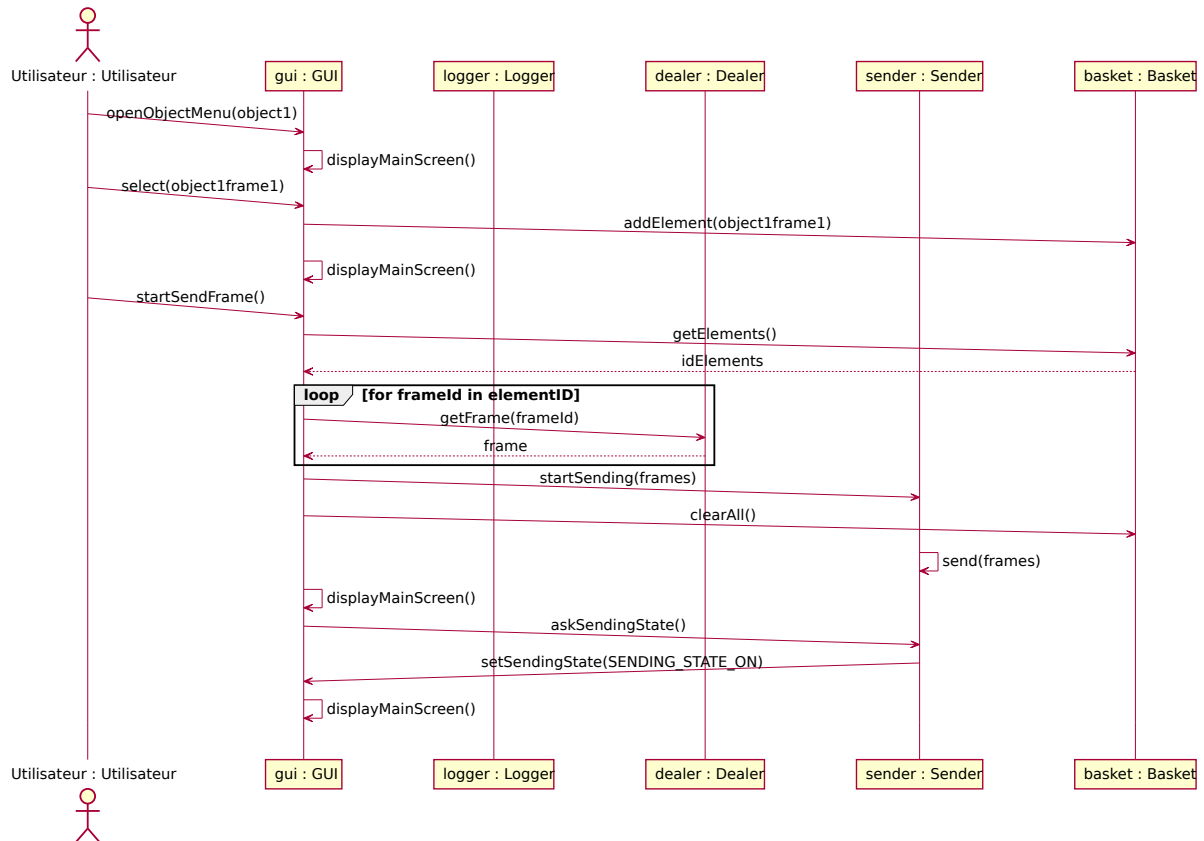 Utilisateur : Utilisateur
gui : GUI
logger : Logger
dealer : Dealer
sender : Sender
basket : Basket
openObjectMenu(object1)
displayMainScreen()
select(object1frame1)
addElement(object1frame1)
displayMainScreen()
startSendFrame()
getElements()
idElements
loop [for frameId in elementID]
getFrame(frameId)
frame
startSending(frames)
clearAll()
send(frames)
displayMainScreen()
askSendingState()
setSendingState(SENDING_STATE_ON)
displayMainScreen()
Utilisateur : Utilisateur
gui : GUI
logger : Logger
dealer : Dealer
sender : Sender
basket : Basket